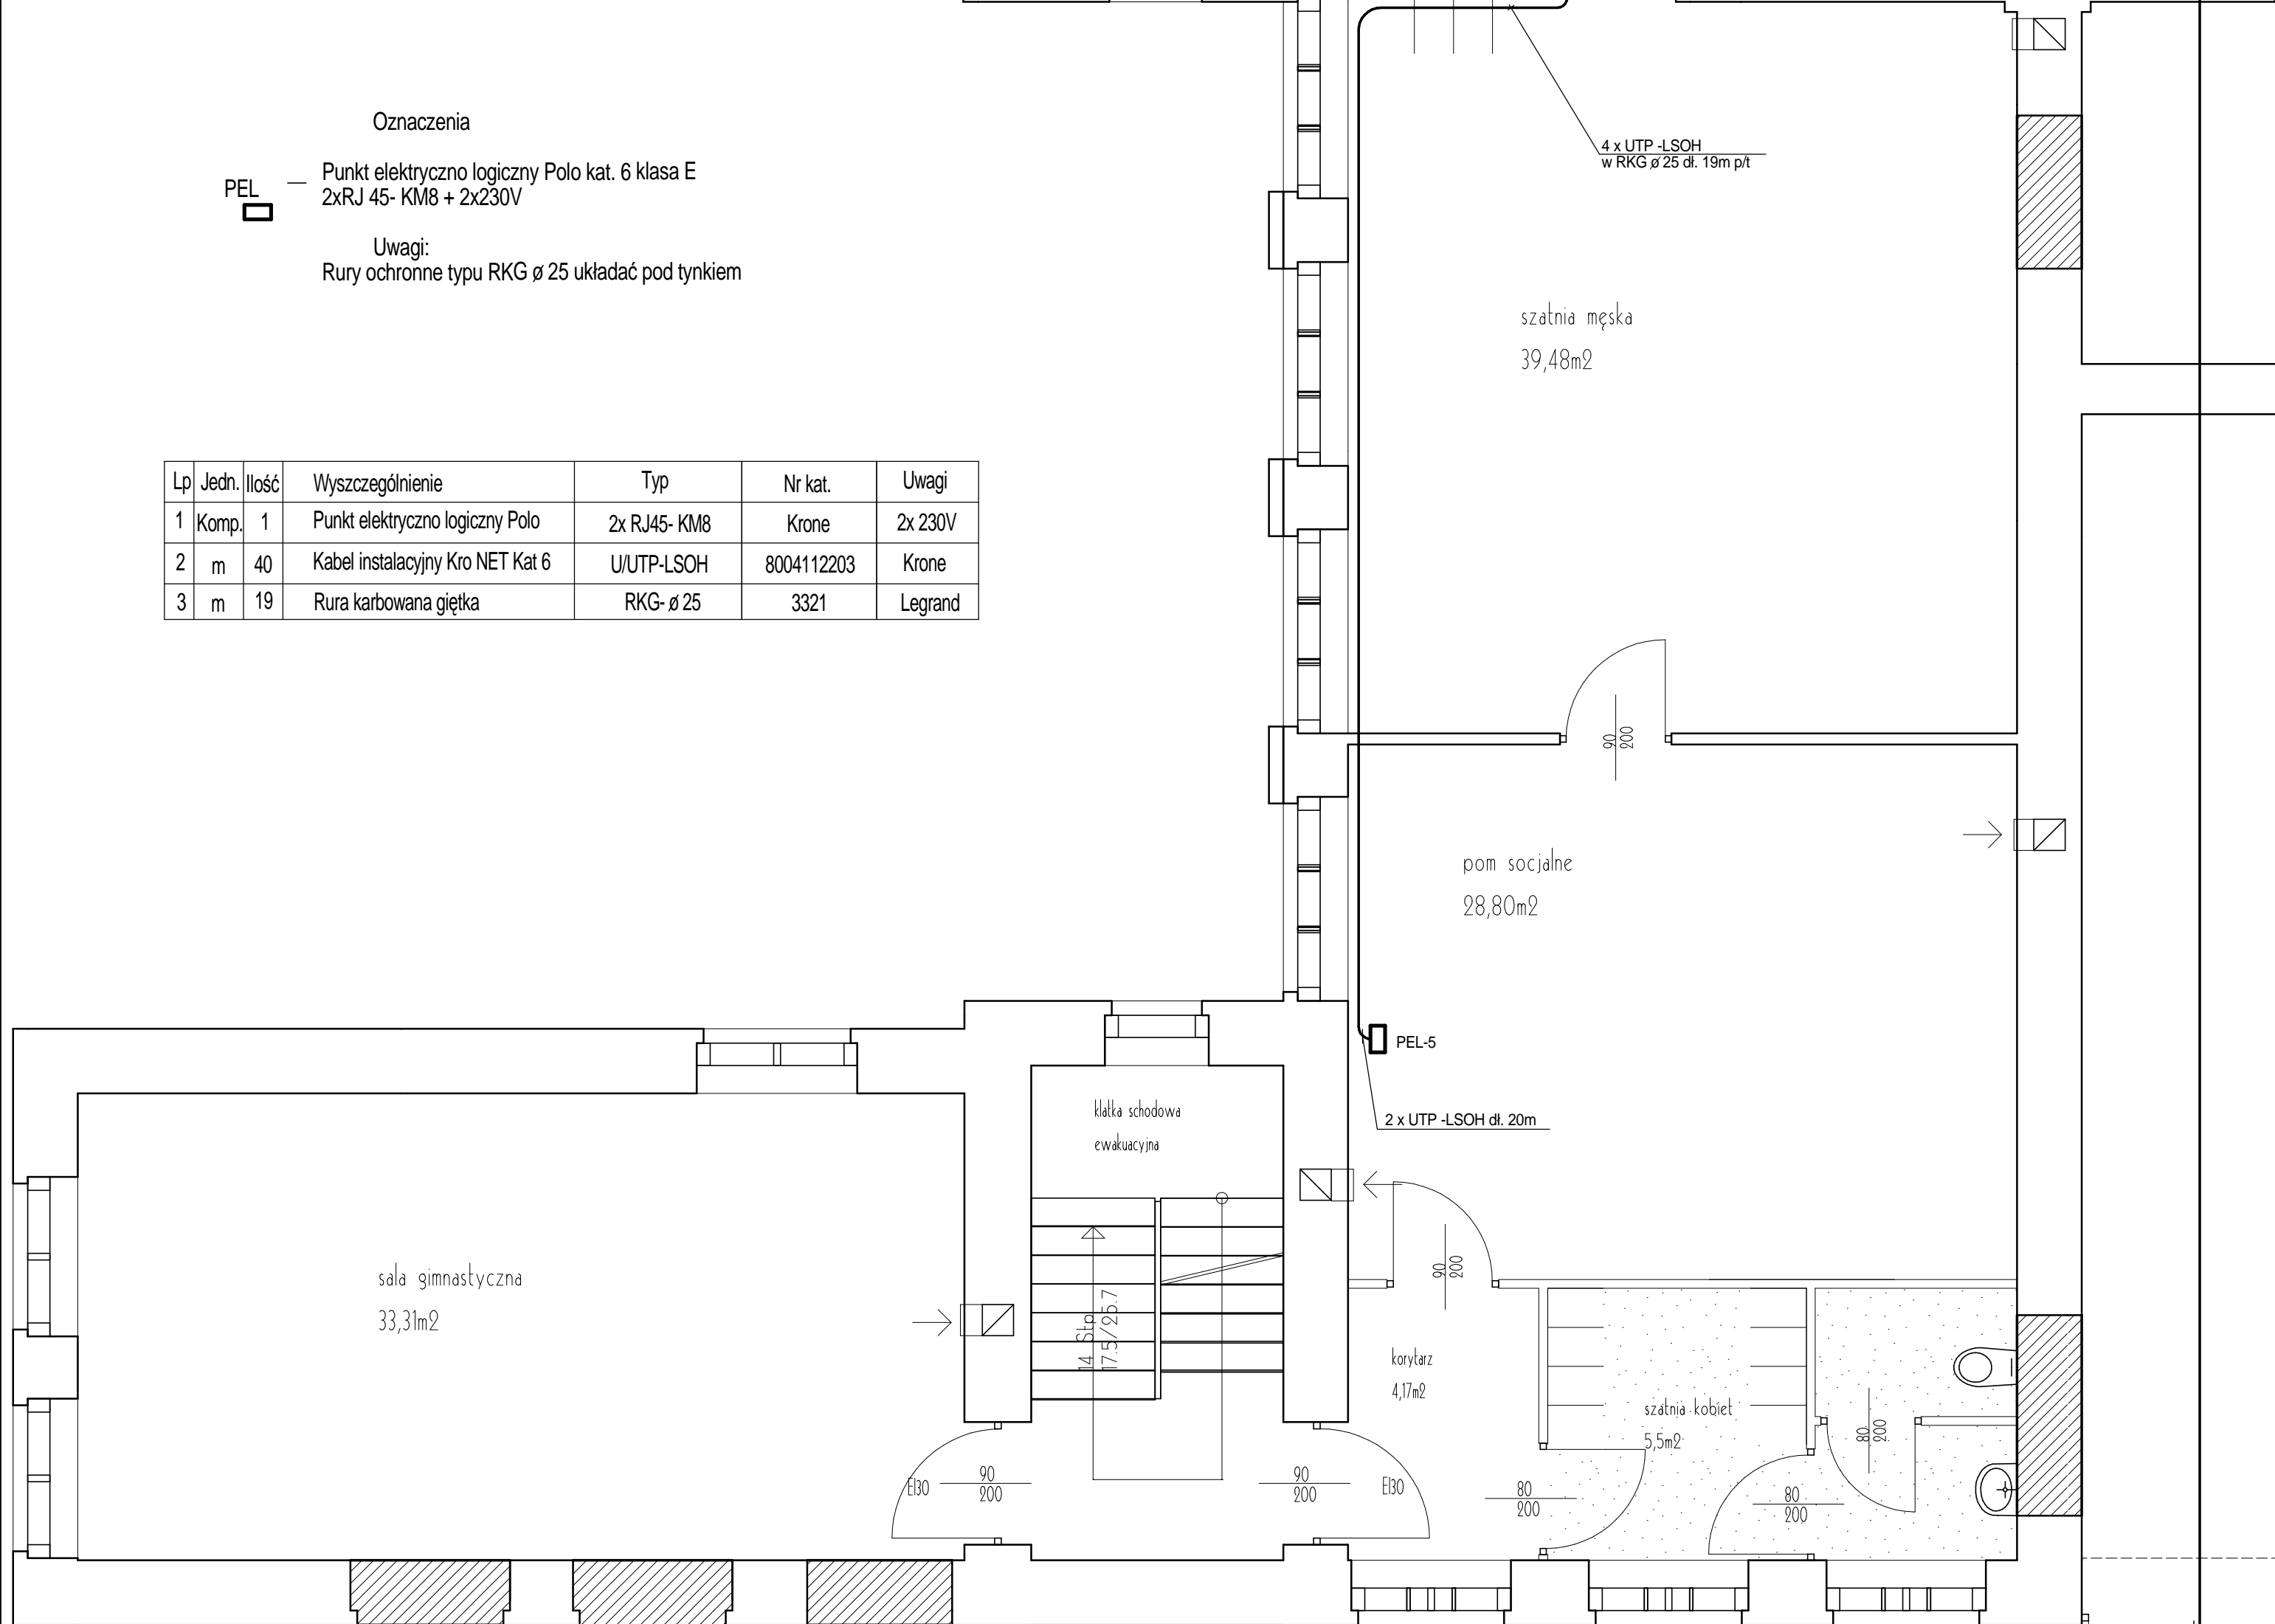 Oznaczenia
PEL
Punkt elektryczno logiczny Polo kat. 6 klasa E
2xRJ 45- KM8 + 2x230V
Uwagi:
Rury ochronne typu RKG ø 25 układać pod tynkiem
4 x UTP -LSOH
w RKG ø 25 dł. 19m p/t
szatnia męska
39,48m2
Lp Jedn. Ilość Wyszczególnienie Typ Nr kat. Uwagi
1 Komp. 1 Punkt elektryczno logiczny Polo 2x RJ45- KM8 Krone 2x 230V
2 m 40 Kabel instalacyjny Kro NET Kat 6 U/UTP-LSOH 8004112203 Krone
3 m 19 Rura karbowana giętka RKG- ø 25 3321 Legrand
90
200
pom socjalne
28,80m2
PEL-5
2 x UTP -LSOH dł. 20m
klatka schodowa
ewakuacyjna
sala gimnastyczna
33,31m2
14 Stp
17.5/25.7
90
200
korytarz
4,17m2
szatnia kobiet
5,5m2
80
200
EI30
90
200
90
200
EI30
80
200
80
200